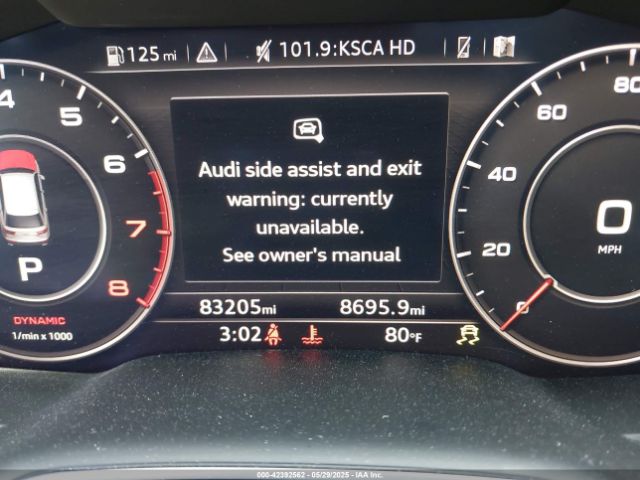 125 mi 101.9:KSCA HD
4 5 6 7 8
Audi side assist and exit
warning: currently
unavailable.
See owner's manual
P
DYNAMIC
1/min x 1000
83205mi 8695.9mi
3:02 80°F
0 20 40 60 80
0
MPH
000-42392562 - 05/29/2025 - IAA Inc.